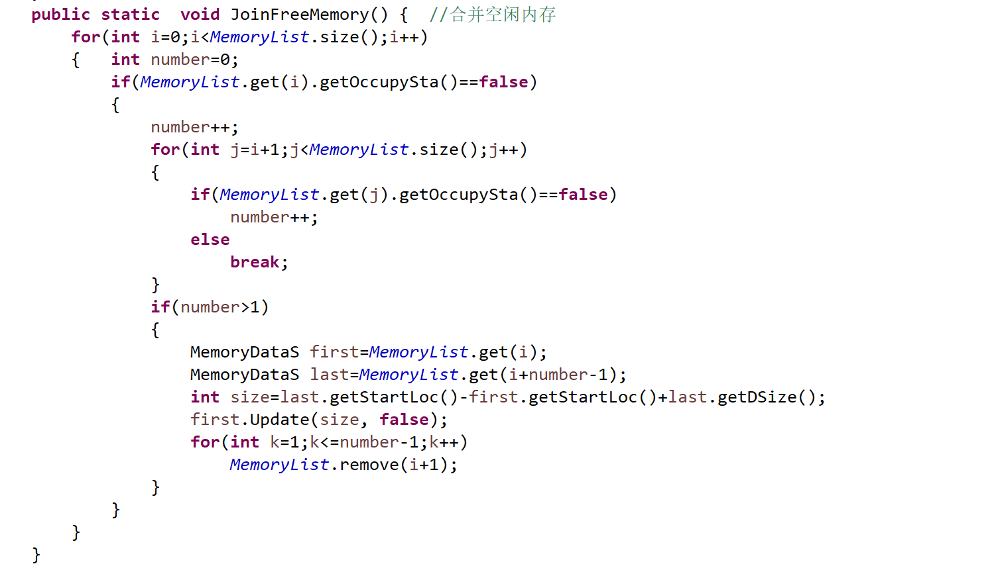 public static  void JoinFreeMemory() {  //合并空闲内存
    for(int i=0;i<MemoryList.size();i++)
    {   int number=0;
        if(MemoryList.get(i).getOccupySta()==false)
        {
            number++;
            for(int j=i+1;j<MemoryList.size();j++)
            {
                if(MemoryList.get(j).getOccupySta()==false)
                    number++;
                else
                    break;
            }
            if(number>1)
            {
                MemoryDataS first=MemoryList.get(i);
                MemoryDataS last=MemoryList.get(i+number-1);
                int size=last.getStartLoc()-first.getStartLoc()+last.getDSize();
                first.Update(size, false);
                for(int k=1;k<=number-1;k++)
                    MemoryList.remove(i+1);
            }
        }
    }
}